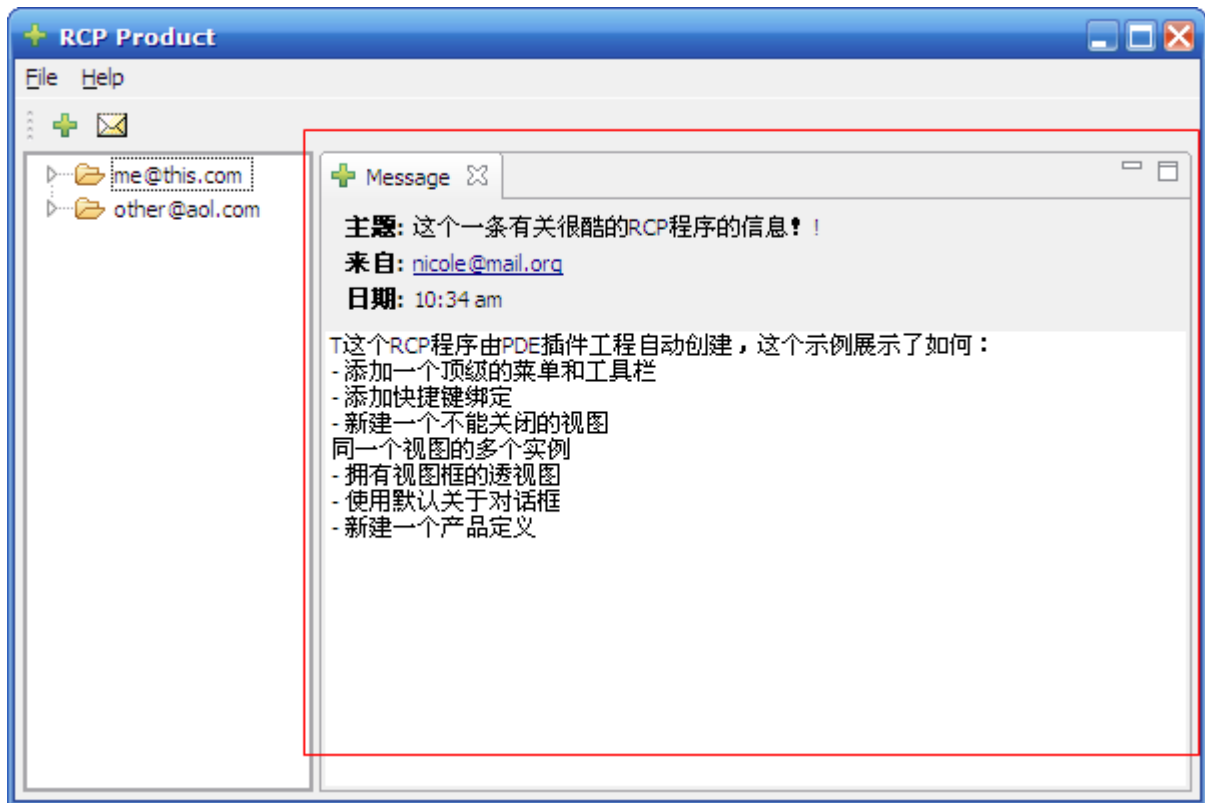 RCP Product
File Help
me@this.com
other@aol.com
Message
主题: 这个一条有关很酷的RCP程序的信息! !
来自: nicole@mail.org
日期: 10:34 am
T这个RCP程序由PDE插件工程自动创建，这个示例展示了如何：
- 添加一个顶级的菜单和工具栏
- 添加快捷键绑定
- 新建一个不能关闭的视图
同一个视图的多个实例
- 拥有视图框的透视图
- 使用默认关于对话框
- 新建一个产品定义